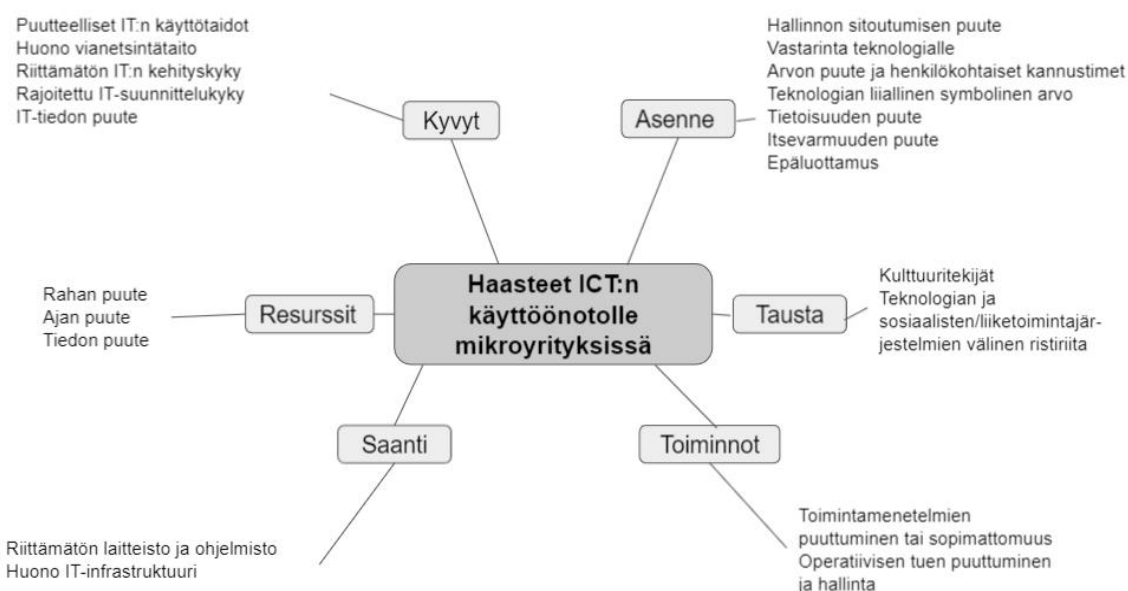 Puutteelliset IT:n käyttötaidot
Huono vianetsintätaito
Riittämätön IT:n kehityskyky
Rajoitettu IT-suunnittelukyky
IT-tiedon puute
Kyvyt
Hallinnon sitoutumisen puute
Vastarinta teknologialle
Arvon puute ja henkilökohtaiset kannustimet
Teknologian liiallinen symbolinen arvo
Tietoisuuden puute
Itsevarmuuden puute
Epäluottamus
Asenne
Rahan puute
Ajan puute
Tiedon puute
Resurssit
Haasteet ICT:n
käyttöönotolle
mikroyrityksissä
Tausta
Kulttuuritekijät
Teknologian ja
sosiaalisten/liiketoimintajär-
jestelmien välinen ristiriita
Saanti
Riittämätön laitteisto ja ohjelmisto
Huono IT-infrastruktuuri
Toiminnot
Toimintamenetelmien
puuttuminen tai sopimattomuus
Operatiivisen tuen puuttuminen
ja hallinta